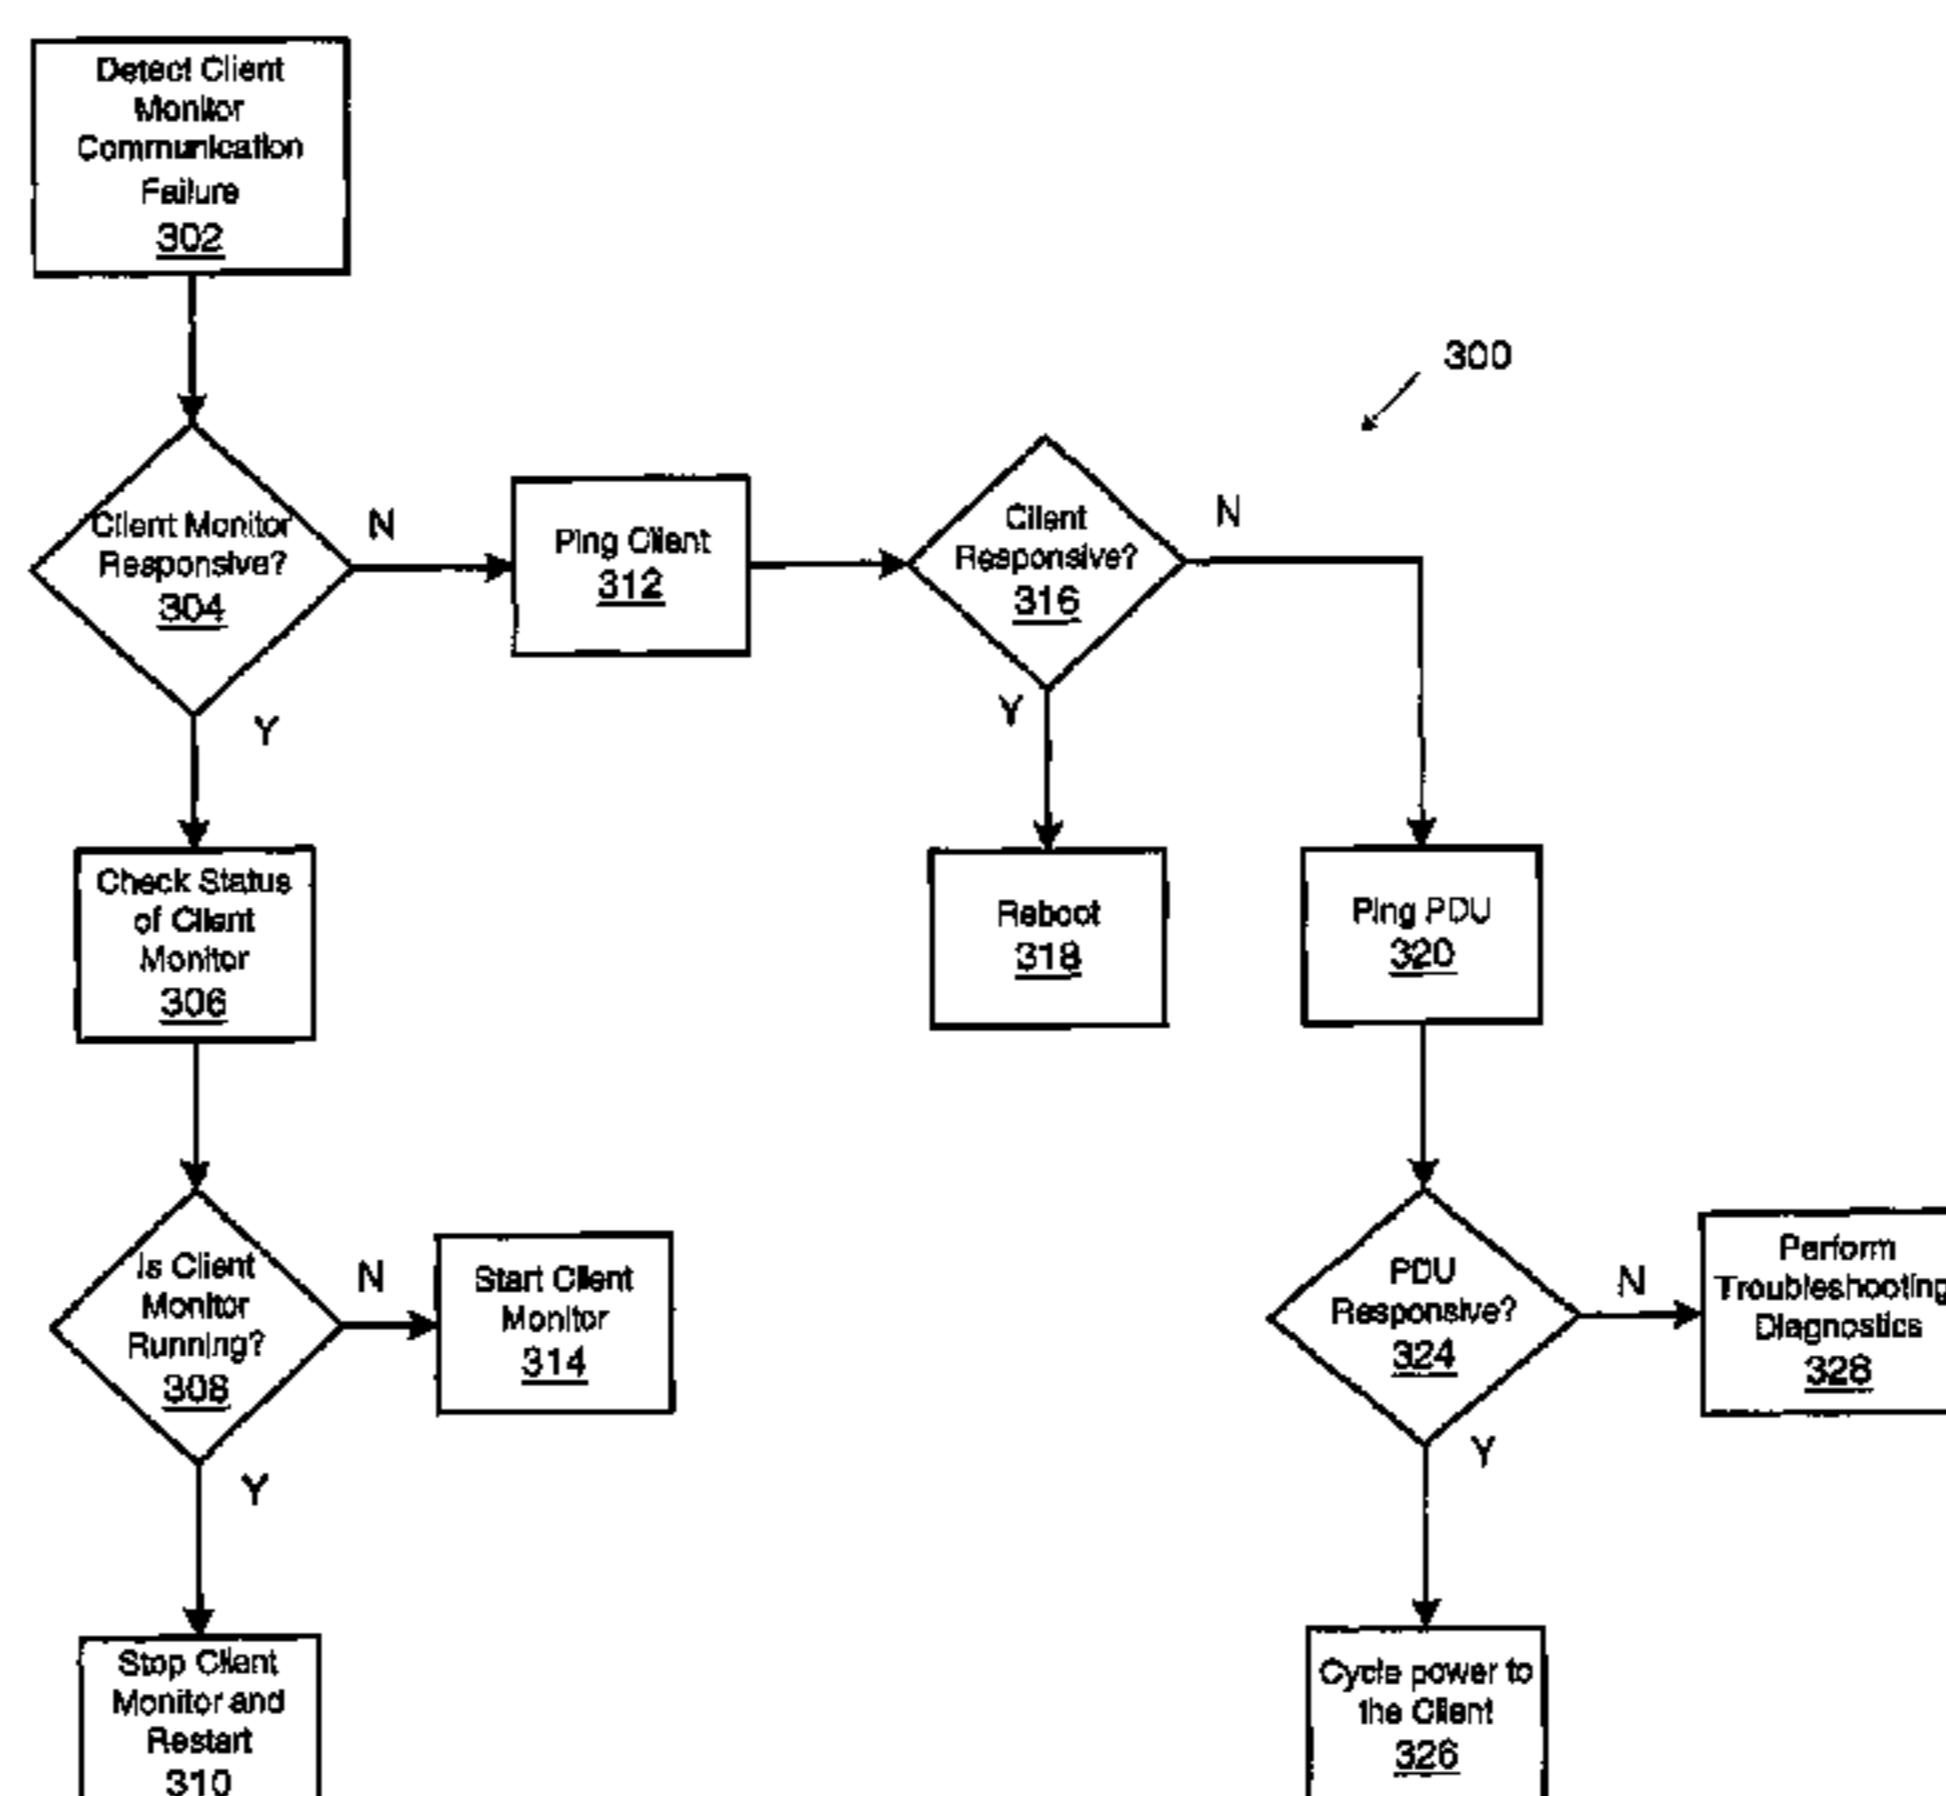 Detect Client
Monitor
Communication
Failure
302
300
Client Monitor
Responsive?
304
N
Ping Client
312
Client
Responsive?
316
N
Y
Y
Check Status
of Client
Monitor
306
Reboot
318
Ping PDU
320
Is Client
Monitor
Running?
308
N
Start Client
Monitor
314
PDU
Responsive?
324
N
Perform
Troubleshooting
Diagnostics
328
Y
Y
Stop Client
Monitor and
Restart
310
Cycle power to
the Client
326